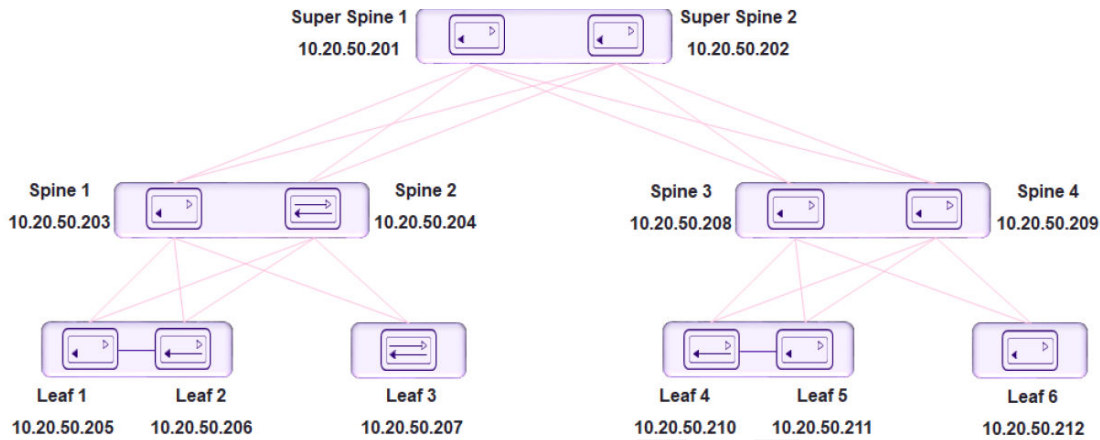 Super Spine 1
10.20.50.201
Super Spine 2
10.20.50.202
Spine 1
10.20.50.203
Spine 2
10.20.50.204
Spine 3
10.20.50.208
Spine 4
10.20.50.209
Leaf 1
10.20.50.205
Leaf 2
10.20.50.206
Leaf 3
10.20.50.207
Leaf 4
10.20.50.210
Leaf 5
10.20.50.211
Leaf 6
10.20.50.212